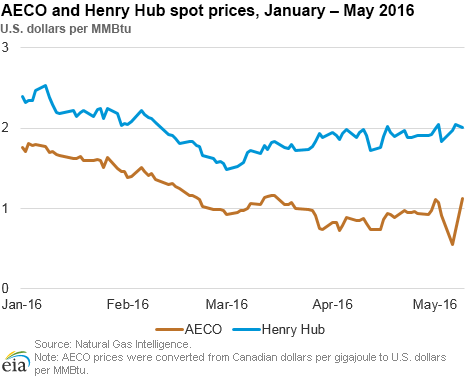 AECO and Henry Hub spot prices, January – May 2016
U.S. dollars per MMBtu
3
2
1
0
Jan-16 Feb-16 Mar-16 Apr-16 May-16
AECO Henry Hub
Source: Natural Gas Intelligence.
Note: AECO prices were converted from Canadian dollars per gigajoule to U.S. dollars
per MMBtu.
eia